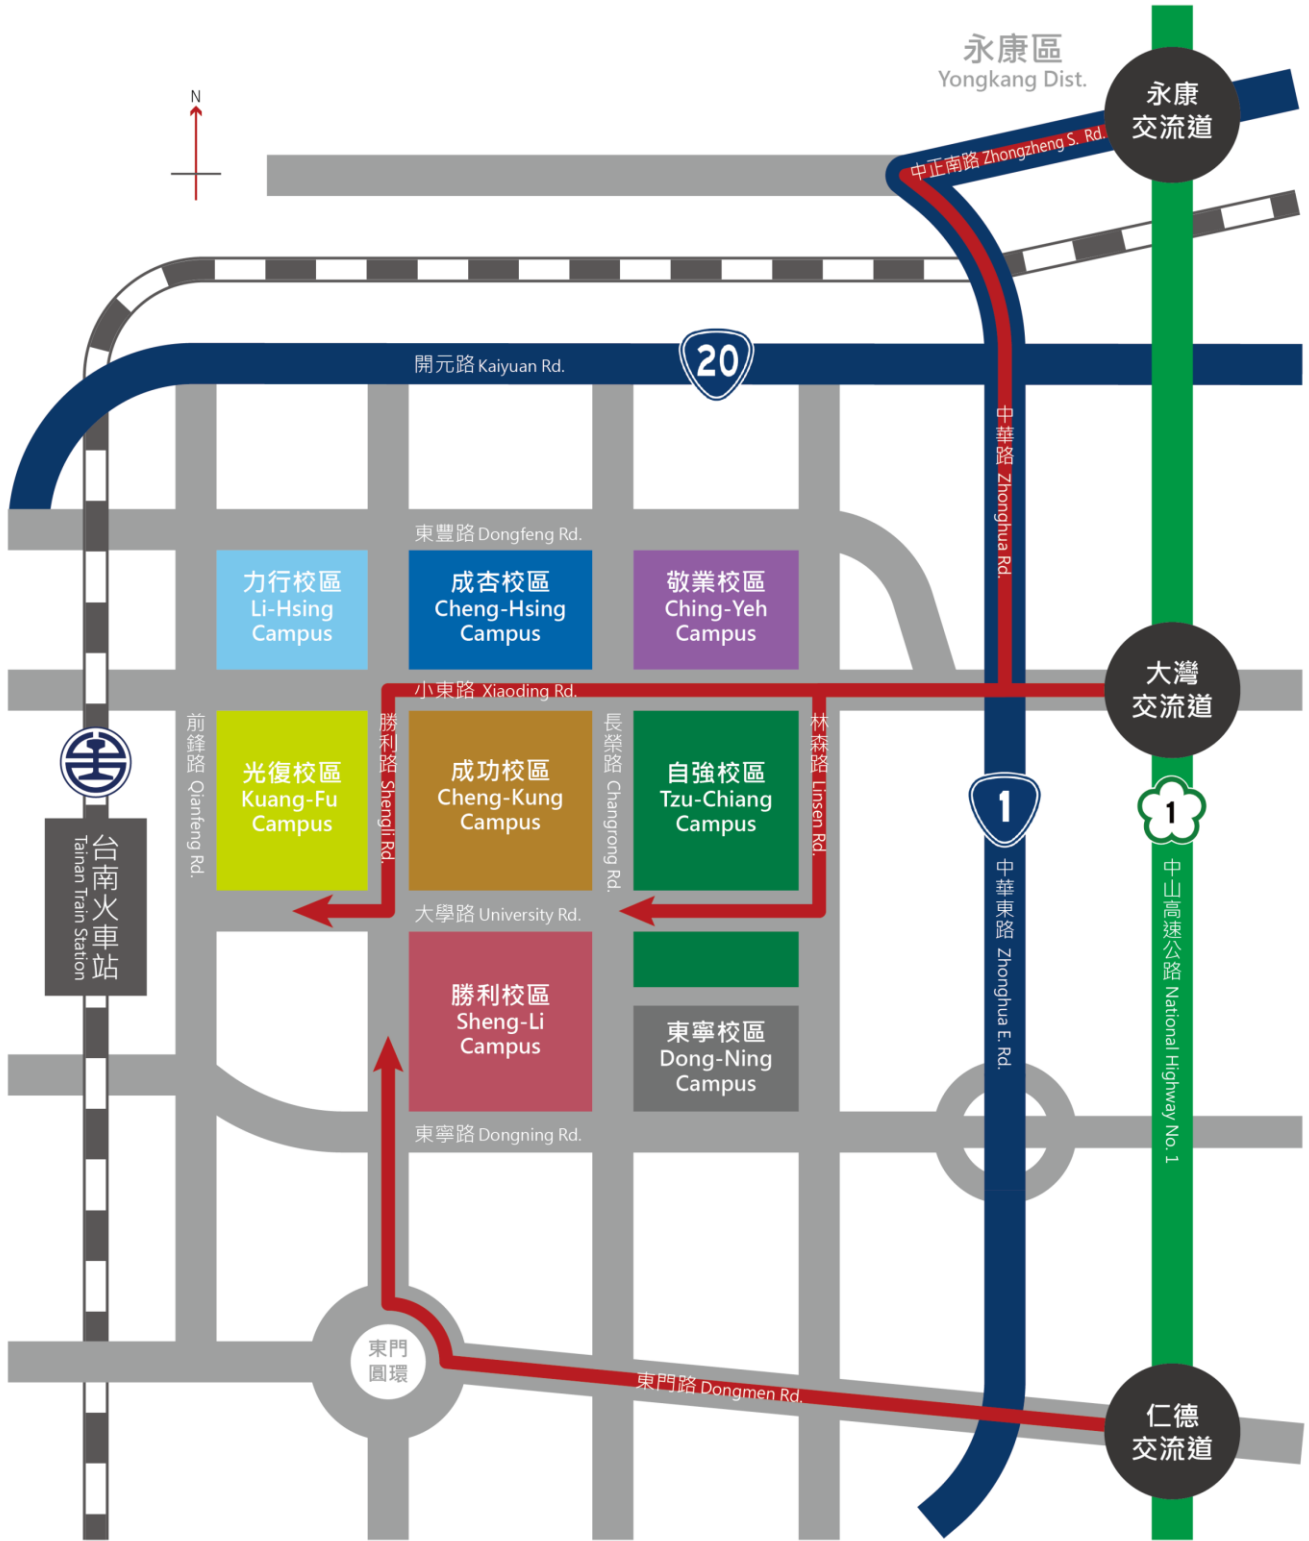 永康區
Yongkang Dist.
永康
交流道
N
中正南路 Zhongzheng S. Rd.
開元路 Kaiyuan Rd.
20
中華路 Zhonghua Rd.
東豐路 Dongfeng Rd.
力行校區
Li-Hsing
Campus
成杏校區
Cheng-Hsing
Campus
敬業校區
Ching-Yeh
Campus
小東路 Xiaoding Rd.
大灣
交流道
前鋒路 Qianfeng Rd.
光復校區
Kuang-Fu
Campus
勝利路 Shengli Rd.
成功校區
Cheng-Kung
Campus
長榮路 Changrong Rd.
自強校區
Tzu-Chiang
Campus
林森路 Linsen Rd.
1
1
台南火車站
Tainan Train Station
大學路 University Rd.
中華東路 Zhonghua E. Rd.
中山高速公路 National Highway No. 1
勝利校區
Sheng-Li
Campus
東寧校區
Dong-Ning
Campus
東寧路 Dongning Rd.
東門
圓環
東門路 Dongmen Rd.
仁德
交流道